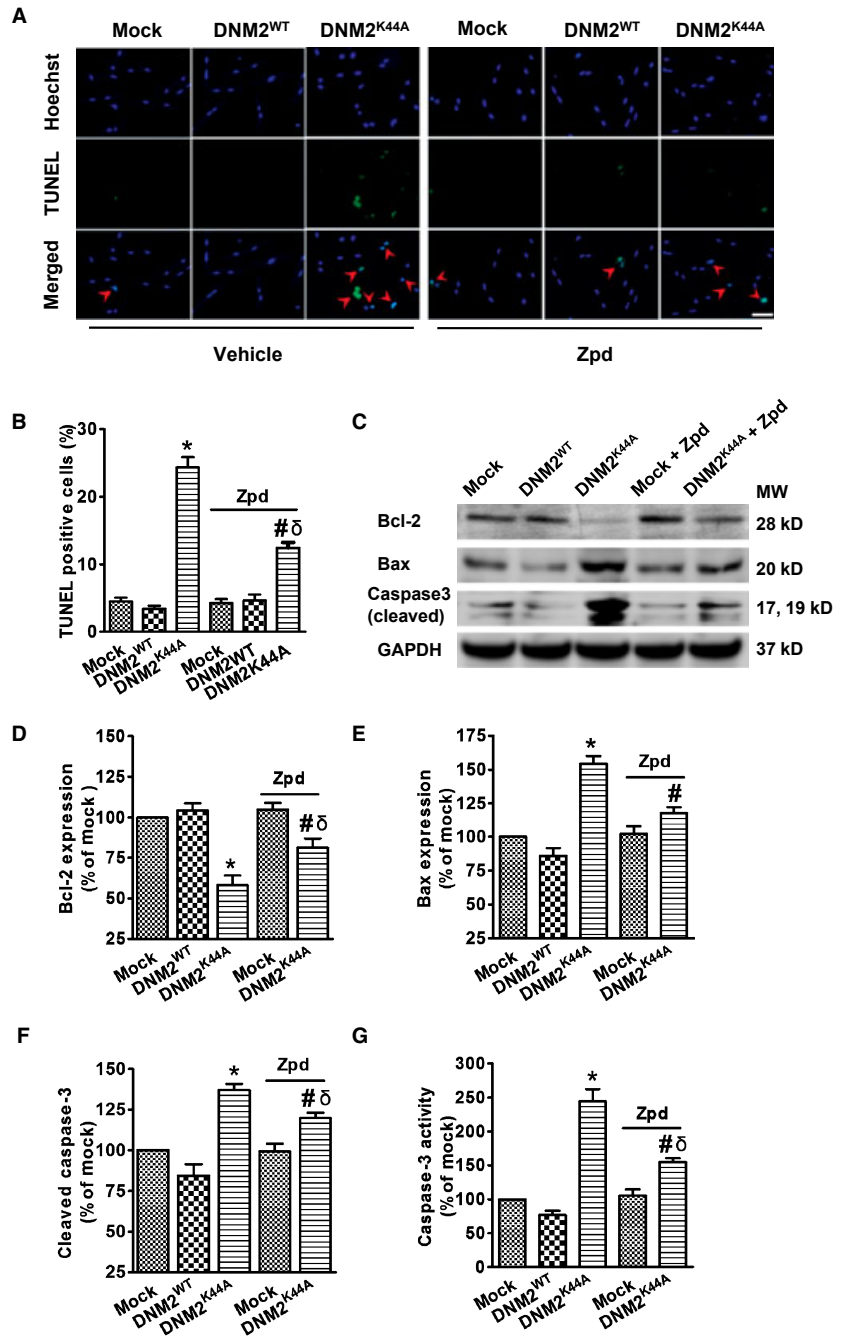 A
Mock DNM2WT DNM2K44A Mock DNM2WT DNM2K44A
Hoechst
TUNEL
Merged
Vehicle Zpd
B
TUNEL positive cells (%)
30
20
10
0
*
Zpd
#δ
Mock DNM2WT DNM2K44A Mock DNM2WT DNM2K44A
C
Mock DNM2WT DNM2K44A Mock + Zpd DNM2K44A + Zpd
MW
Bcl-2 28 kD
Bax 20 kD
Caspase3
(cleaved) 17, 19 kD
GAPDH 37 kD
D
Bcl-2 expression
(% of mock )
150
125
100
75
50
25
*
Zpd
#δ
Mock DNM2WT DNM2K44A Mock DNM2K44A
E
Bax expression
(% of mock)
175
150
125
100
75
50
25
*
Zpd
#
Mock DNM2WT DNM2K44A Mock DNM2K44A
F
Cleaved caspase-3
(% of mock)
150
125
100
75
50
25
*
Zpd
#δ
Mock DNM2WT DNM2K44A Mock DNM2K44A
G
Caspase-3 activity
(% of mock)
300
250
200
150
100
50
0
*
Zpd
#δ
Mock DNM2WT DNM2K44A Mock DNM2K44A